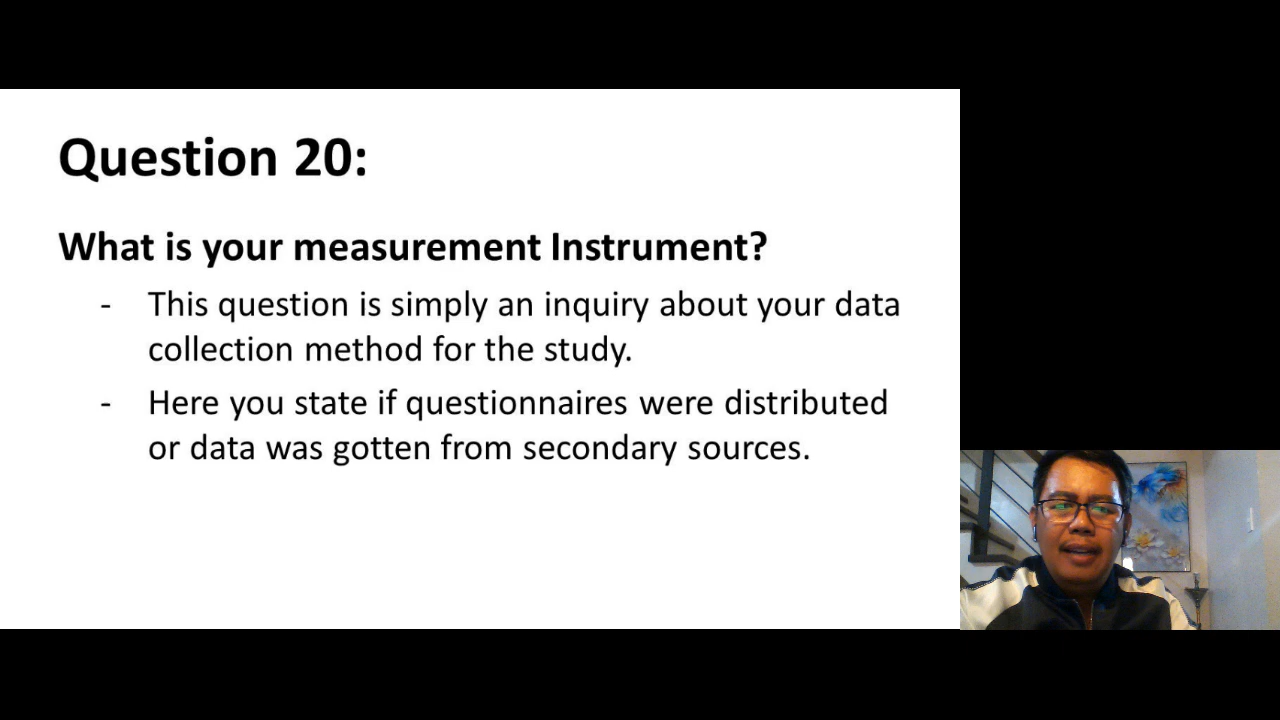 Question 20:
What is your measurement Instrument?
- This question is simply an inquiry about your data
collection method for the study.
- Here you state if questionnaires were distributed
or data was gotten from secondary sources.